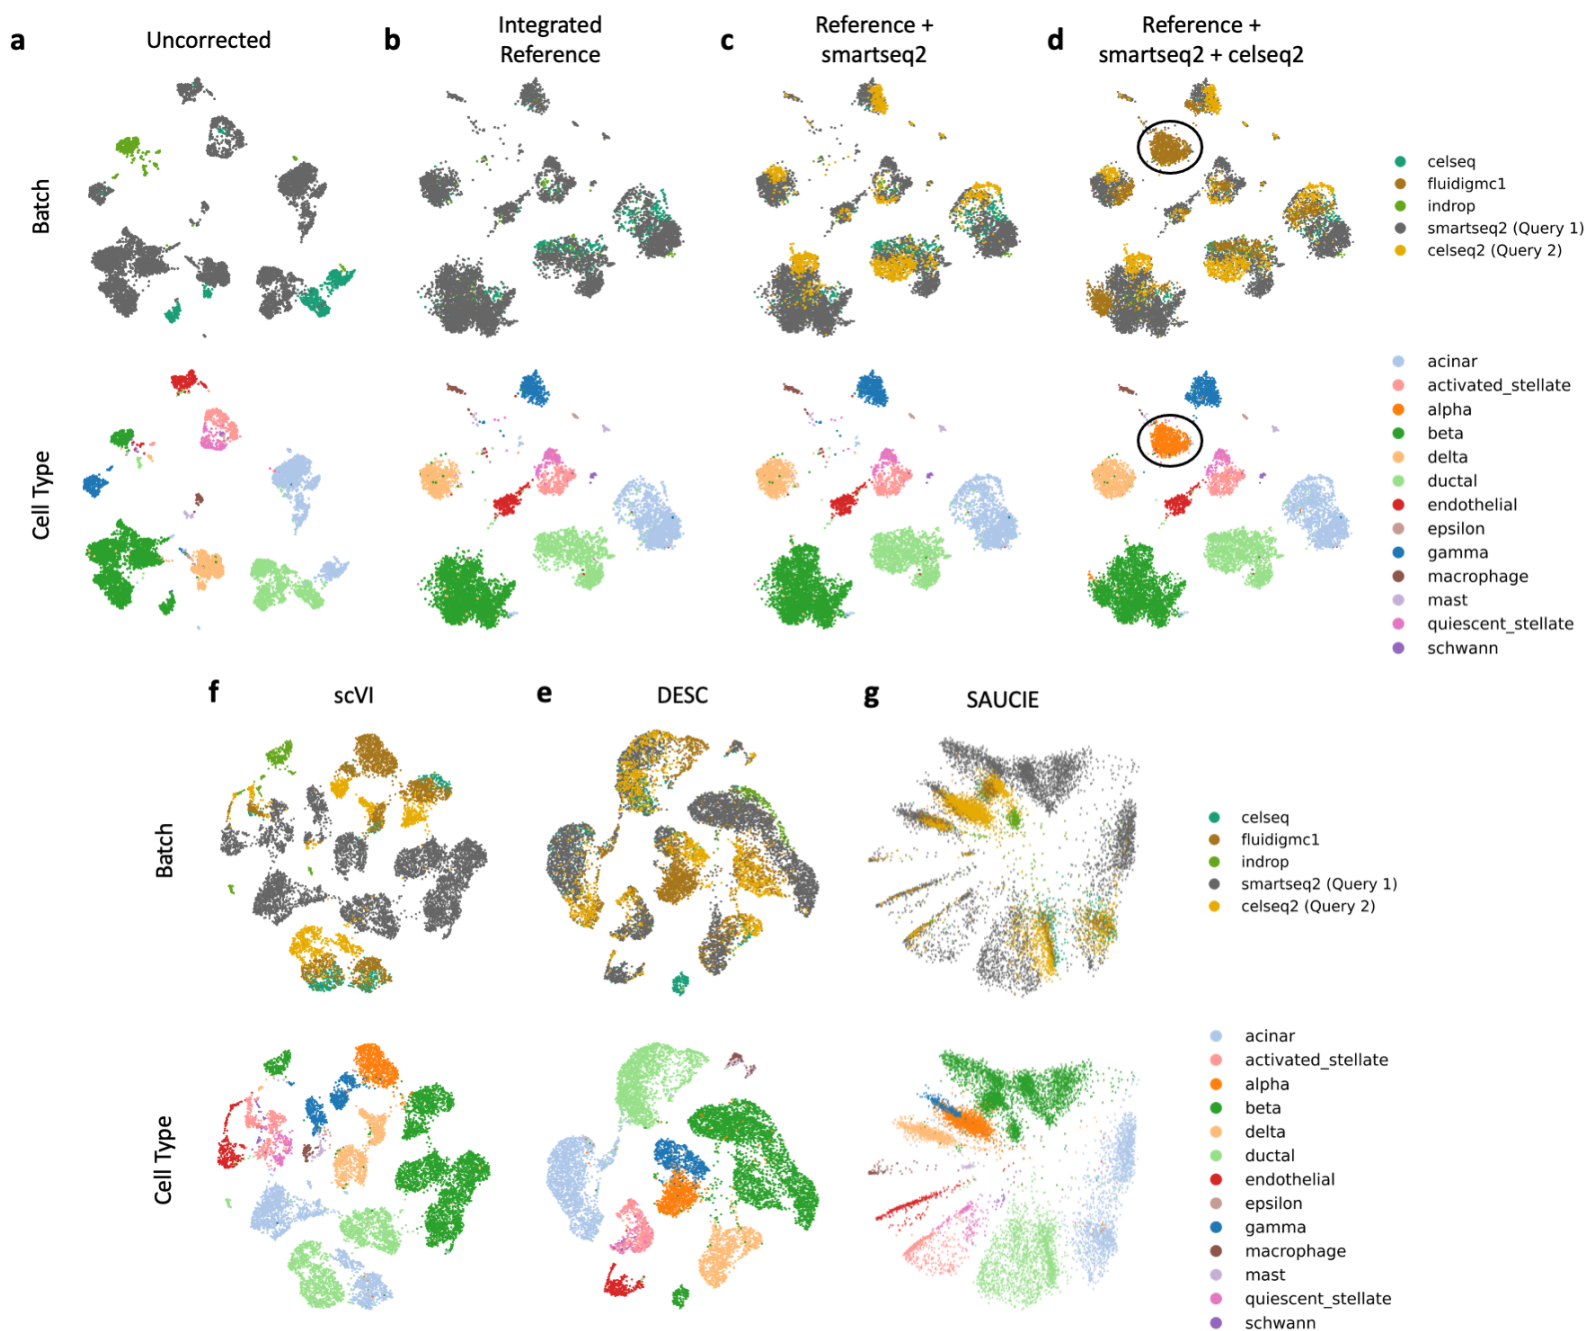 a
Uncorrected
b
Integrated
Reference
c
Reference +
smartseq2
d
Reference +
smartseq2 + celseq2
Batch
celseq
fluidigmc1
indrop
smartseq2 (Query 1)
celseq2 (Query 2)
Cell Type
acinar
activated_stellate
alpha
beta
delta
ductal
endothelial
epsilon
gamma
macrophage
mast
quiescent_stellate
schwann
f
scVI
e
DESC
g
SAUCIE
Batch
celseq
fluidigmc1
indrop
smartseq2 (Query 1)
celseq2 (Query 2)
Cell Type
acinar
activated_stellate
alpha
beta
delta
ductal
endothelial
epsilon
gamma
macrophage
mast
quiescent_stellate
schwann